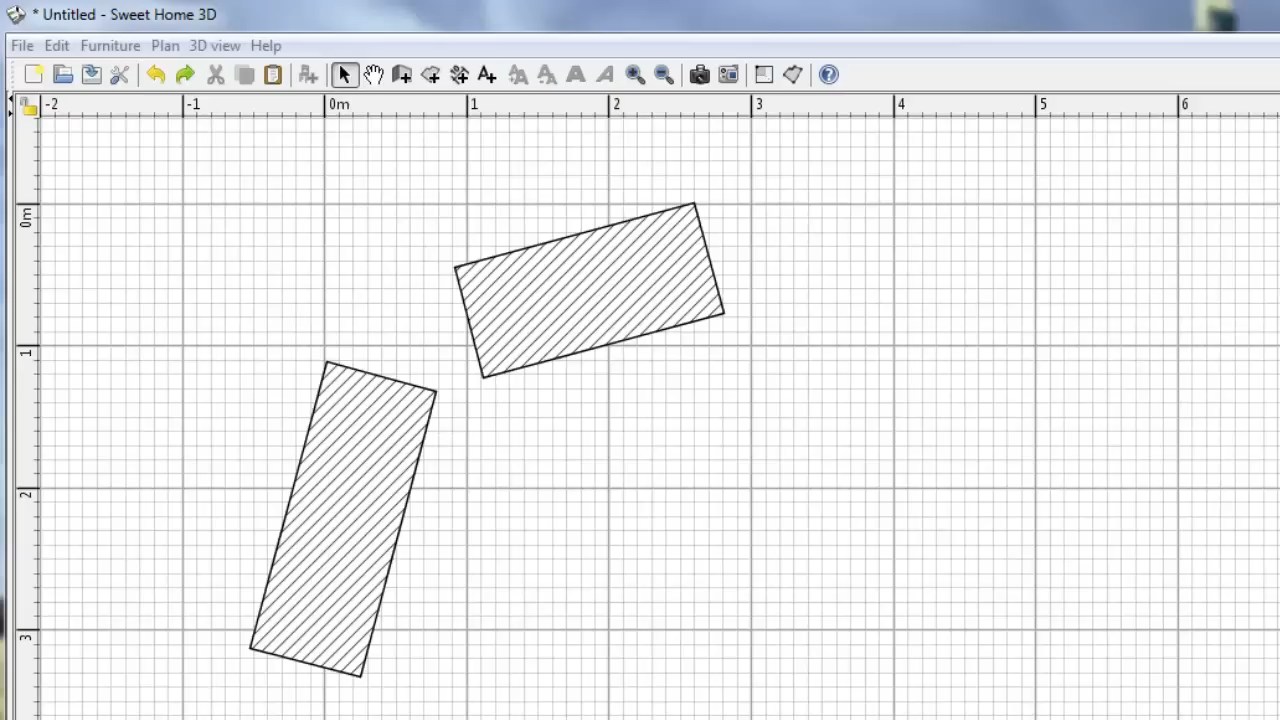 * Untitled - Sweet Home 3D
File Edit Furniture Plan 3D view Help
-2 -1 0m 1 2 3 4 5 6
0m
1
2
3